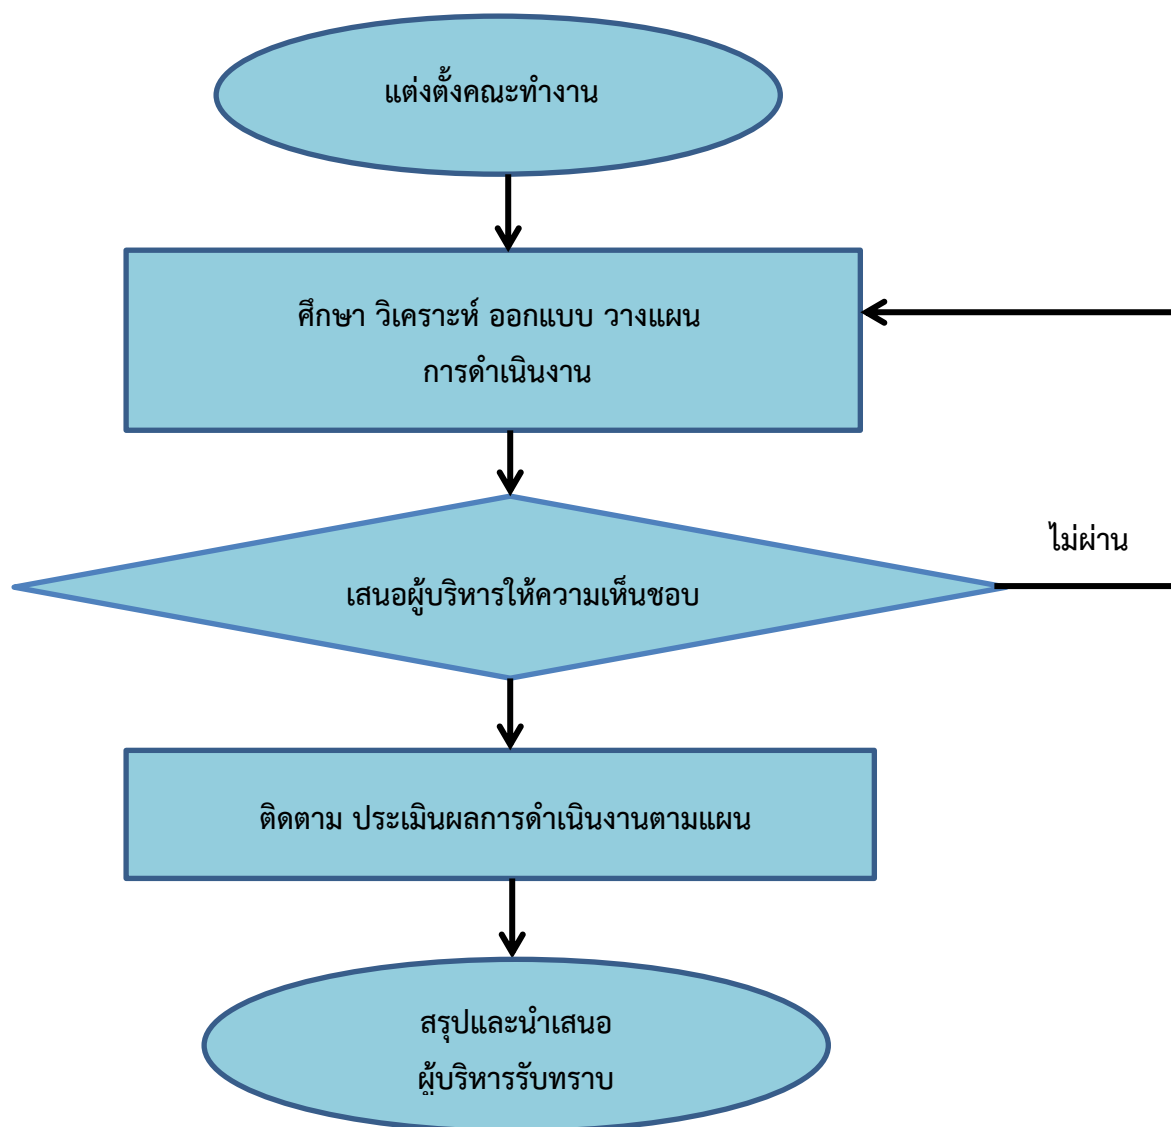 แต่งตั้งคณะทำงาน
ศึกษา วิเคราะห์ ออกแบบ วางแผน
การดำเนินงาน
ไม่ผ่าน
เสนอผู้บริหารให้ความเห็นชอบ
ติดตาม ประเมินผลการดำเนินงานตามแผน
สรุปและนำเสนอ
ผู้บริหารรับทราบ